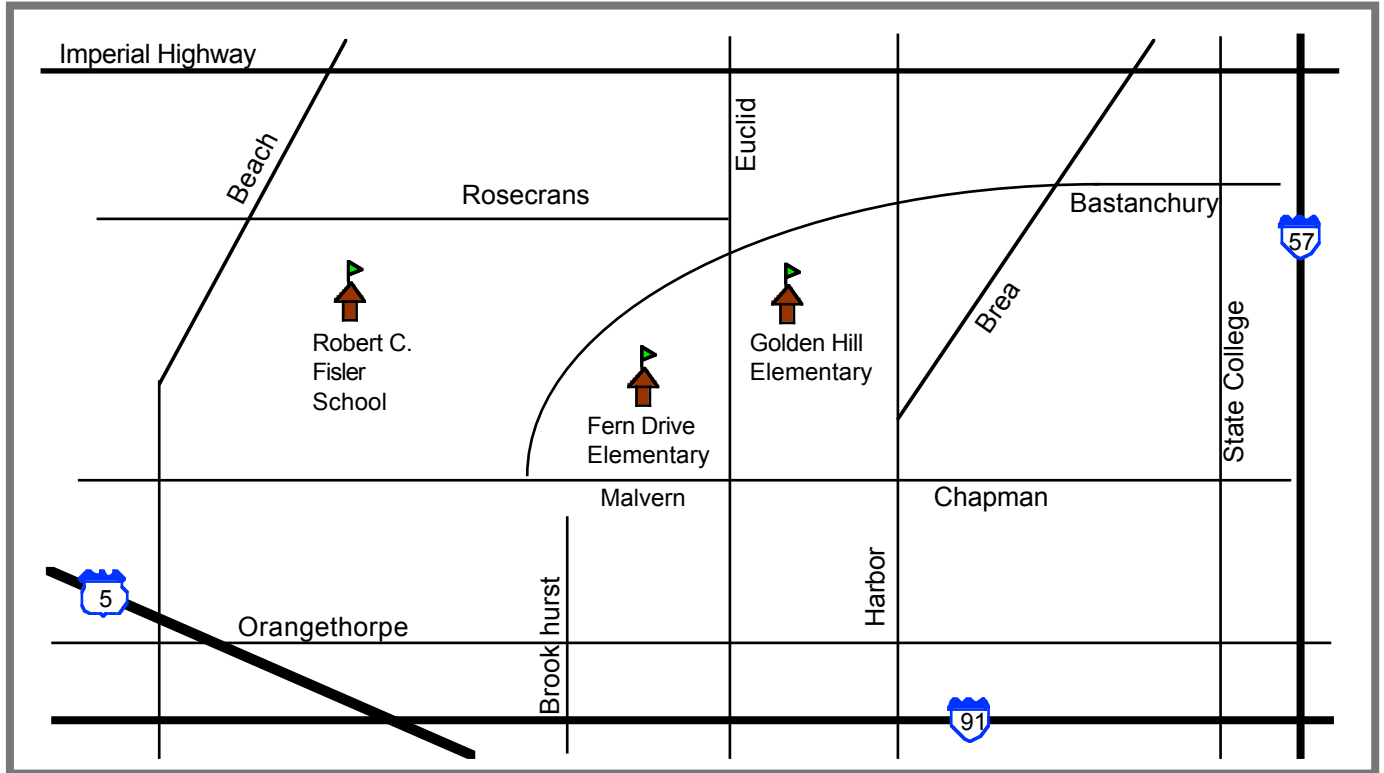 Imperial Highway
Beach
Euclid
Rosecrans
Bastanchury
57
Robert C.
Fisler
School
Golden Hill
Elementary
Brea
State College
Fern Drive
Elementary
Malvern
Chapman
5
Orangethorpe
Brook hurst
Harbor
91